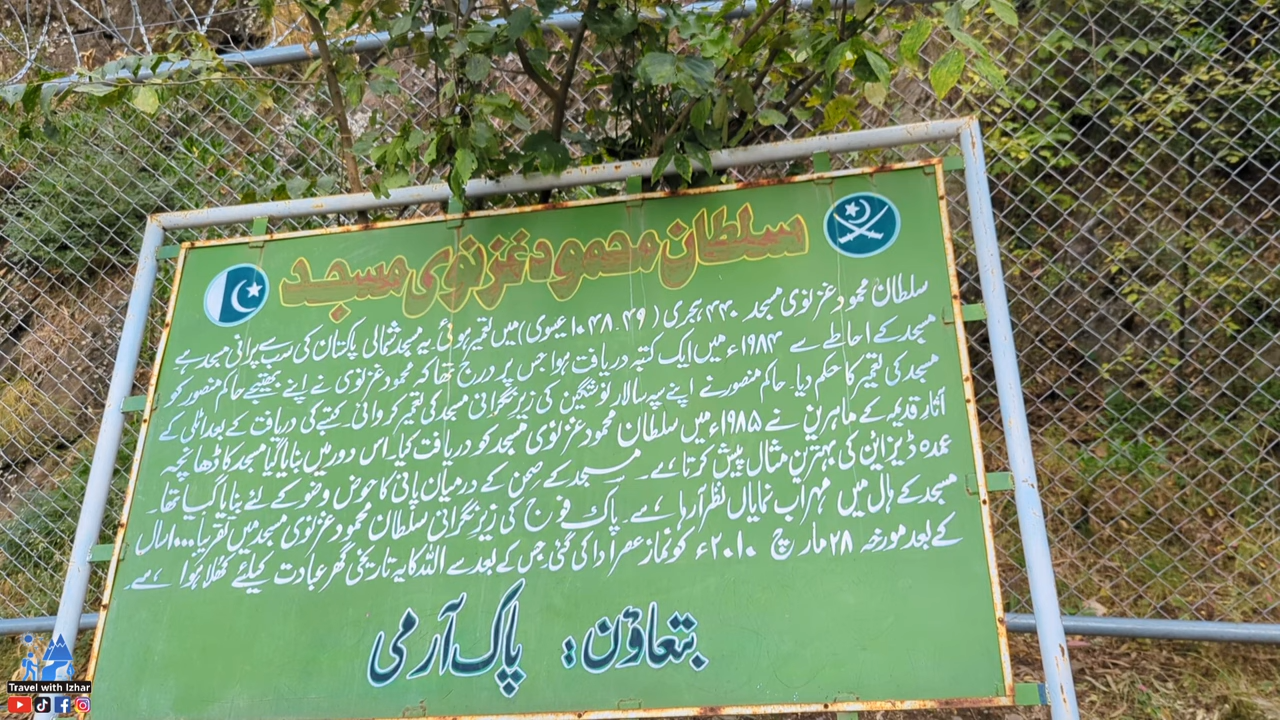 سلطان محمود غزنوی مسجد
سلطان محمود غزنوی مسجد ۴۴۰ ہجری (۴۹۔۱۰۴۸ عیسوی) میں تعمیر ہوئی یہ مسجد شمالی پاکستان کی سب سے پرانی مسجد ہے
مسجد کے احاطے سے ۱۹۸۴ء میں ایک کتبہ دریافت ہوا جس پر درج تھا کہ محمود غزنوی نے اپنے بھتیجے حاکم منصور کو
مسجد کی تعمیر کا حکم دیا۔ حاکم منصور نے اپنے سپہ سالار نوشتگین کی زیر نگرانی مسجد کی تعمیر کروائی۔ کتبے کی دریافت کے بعد اٹلی کے
آثار قدیمہ کے ماہرین نے ۱۹۸۵ء میں سلطان محمود غزنوی مسجد کو دریافت کیا۔ اس دور میں بنایا گیا مسجد کا ڈھانچہ
عمدہ ڈیزاین کی بہترین مثال پیش کرتا ہے۔ مسجد کے صحن کے درمیان پانی کا حوض وضو کے لئے بنایا گیا تھا۔
مسجد کے ہال میں مہراب نمایاں نظر آرہا ہے۔ پاک فوج کی زیر نگرانی سلطان محمود غزنوی مسجد میں تقریباً ۱۰۰۰ سال
کے بعد مورخہ ۲۸ مارچ ۲۰۱۰ء کو نماز عصر ادا کی گئی جس کے بعد سے اللہ کا یہ تاریخی گھر عبادت کیلئے کھلا ہوا ہے۔
بتعاؤن: پاک آرمی
Travel with Izhar